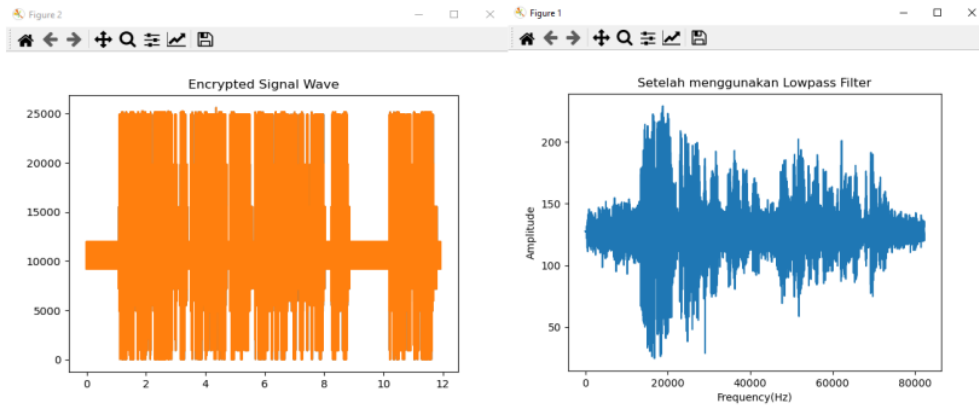 Figure 2
Encrypted Signal Wave
25000
20000
15000
10000
5000
0
0 2 4 6 8 10 12
Figure 1
Setelah menggunakan Lowpass Filter
Amplitude
200
150
100
50
0 20000 40000 60000 80000
Frequency(Hz)